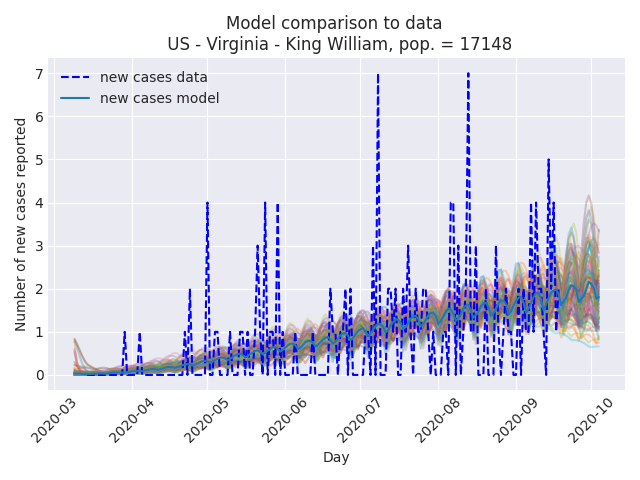 Model comparison to data
US - Virginia - King William, pop. = 17148
new cases data
new cases model
Number of new cases reported
7
6
5
4
3
2
1
0
2020-03
2020-04
2020-05
2020-06
2020-07
2020-08
2020-09
2020-10
Day